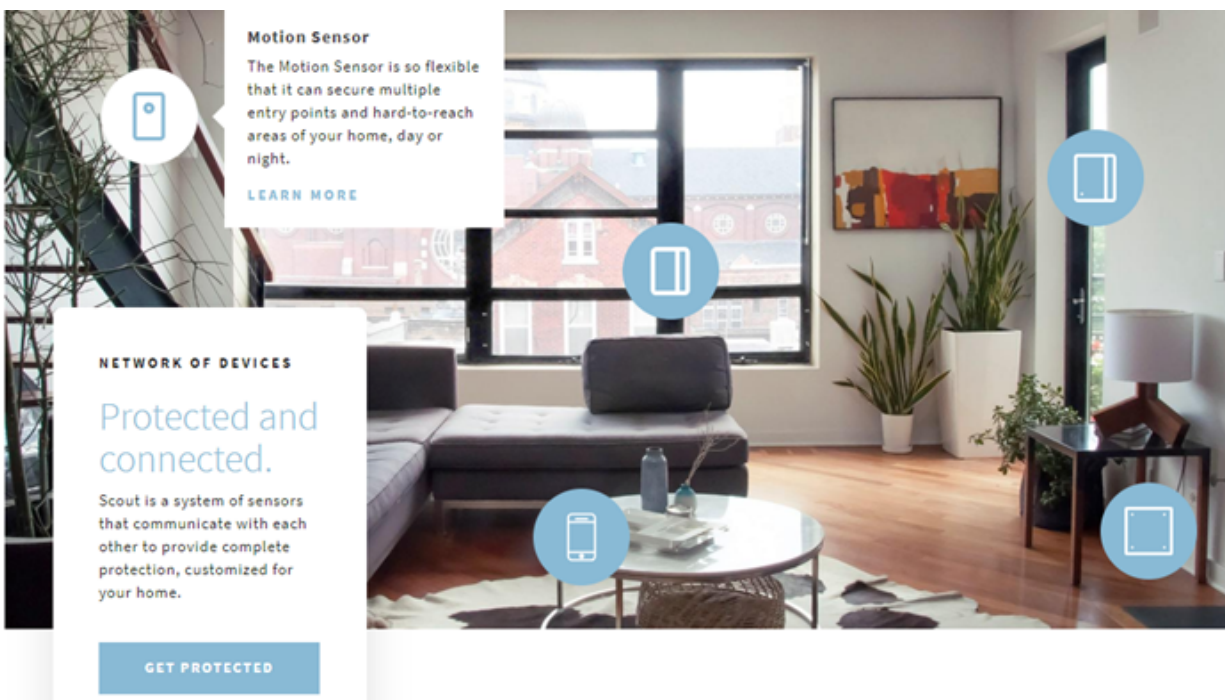 Motion Sensor
The Motion Sensor is so flexible
that it can secure multiple
entry points and hard-to-reach
areas of your home, day or
night.
LEARN MORE
NETWORK OF DEVICES
Protected and
connected.
Scout is a system of sensors
that communicate with each
other to provide complete
protection, customized for
your home.
GET PROTECTED